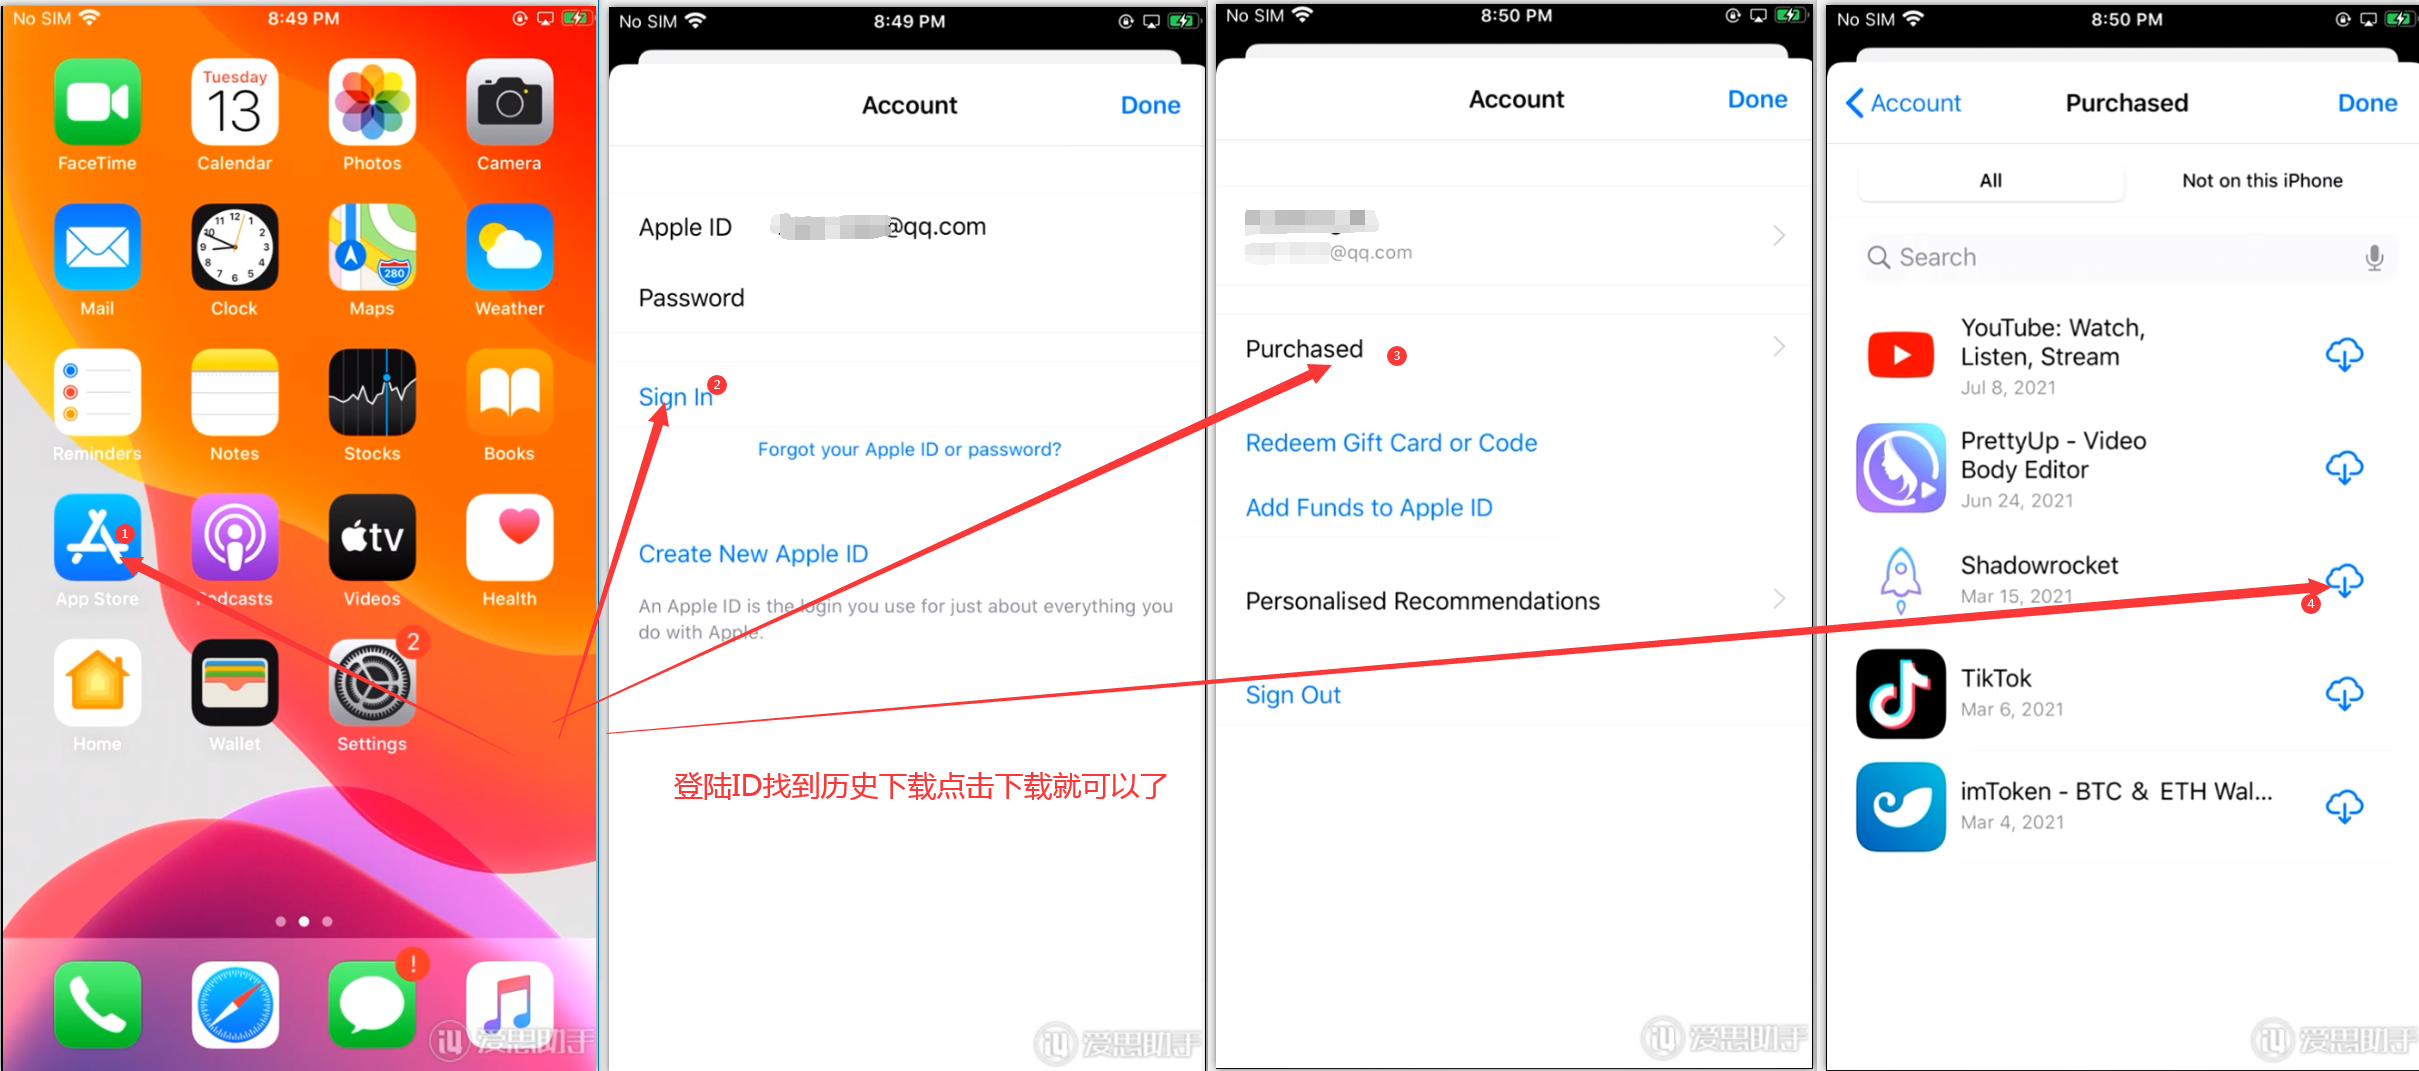 No SIM 8:49 PM
Tuesday
13
FaceTime Calendar Photos Camera
280
Mail Clock Maps Weather
Reminders Notes Stocks Books
1
tv
App Store Podcasts Videos Health
2
Home Wallet Settings
!
爱思助手
No SIM 8:49 PM
Account Done
Apple ID @qq.com
Password
Sign In 2
Forgot your Apple ID or password?
Create New Apple ID
An Apple ID is the login you use for just about everything you
do with Apple.
登陆ID找到历史下载点击下载就可以了
爱思助手
No SIM 8:50 PM
Account Done
@qq.com
Purchased 3
Redeem Gift Card or Code
Add Funds to Apple ID
Personalised Recommendations
Sign Out
爱思助手
No SIM 8:50 PM
Account Purchased Done
All Not on this iPhone
Search
YouTube: Watch,
Listen, Stream
Jul 8, 2021
PrettyUp - Video
Body Editor
Jun 24, 2021
Shadowrocket
Mar 15, 2021
4
TikTok
Mar 6, 2021
imToken - BTC & ETH Wal...
Mar 4, 2021
爱思助手